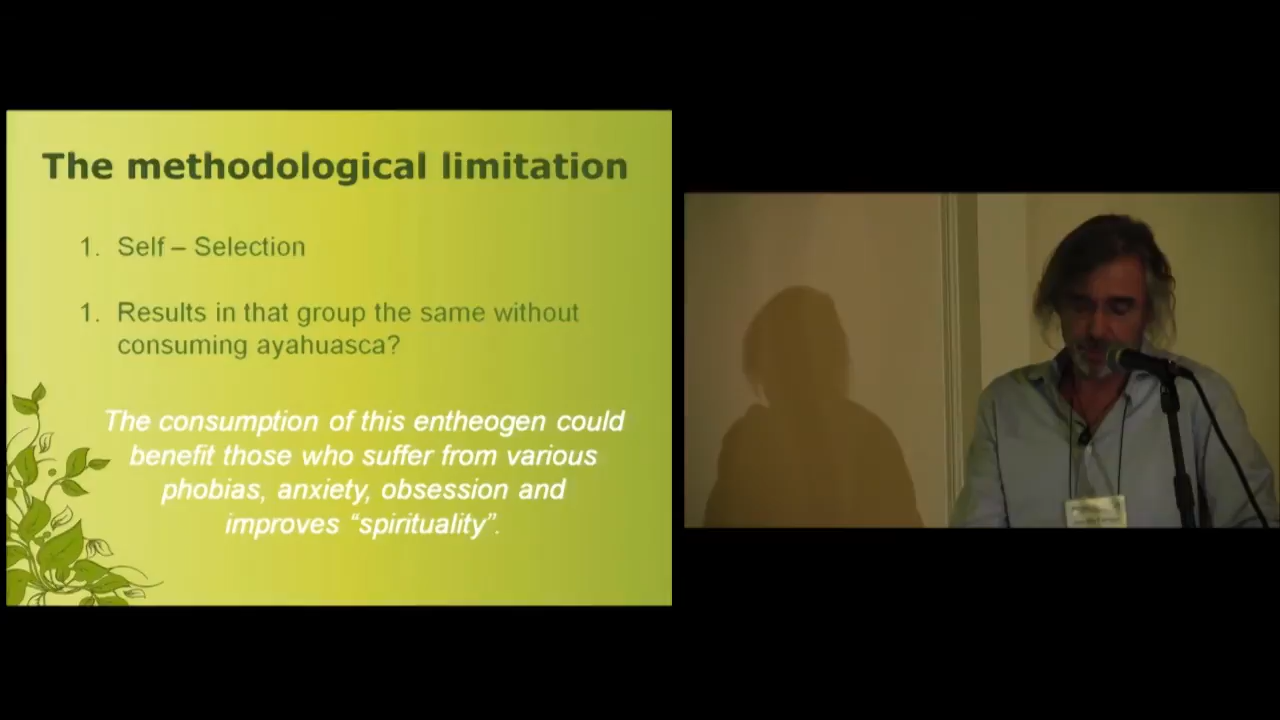 The methodological limitation
1. Self – Selection
1. Results in that group the same without
consuming ayahuasca?
The consumption of this entheogen could
benefit those who suffer from various
phobias, anxiety, obsession and
improves “spirituality”.